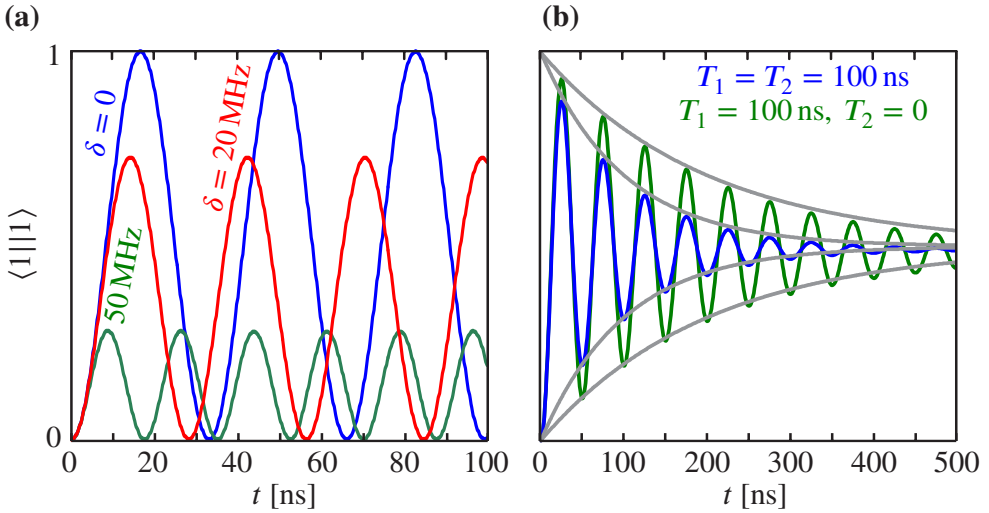 (a)
(b)
1
0
⟨1||1⟩
δ = 0
δ = 20 MHz
50 MHz
0 20 40 60 80 100
t [ns]
T₁ = T₂ = 100 ns
T₁ = 100 ns, T₂ = 0
0 100 200 300 400 500
t [ns]